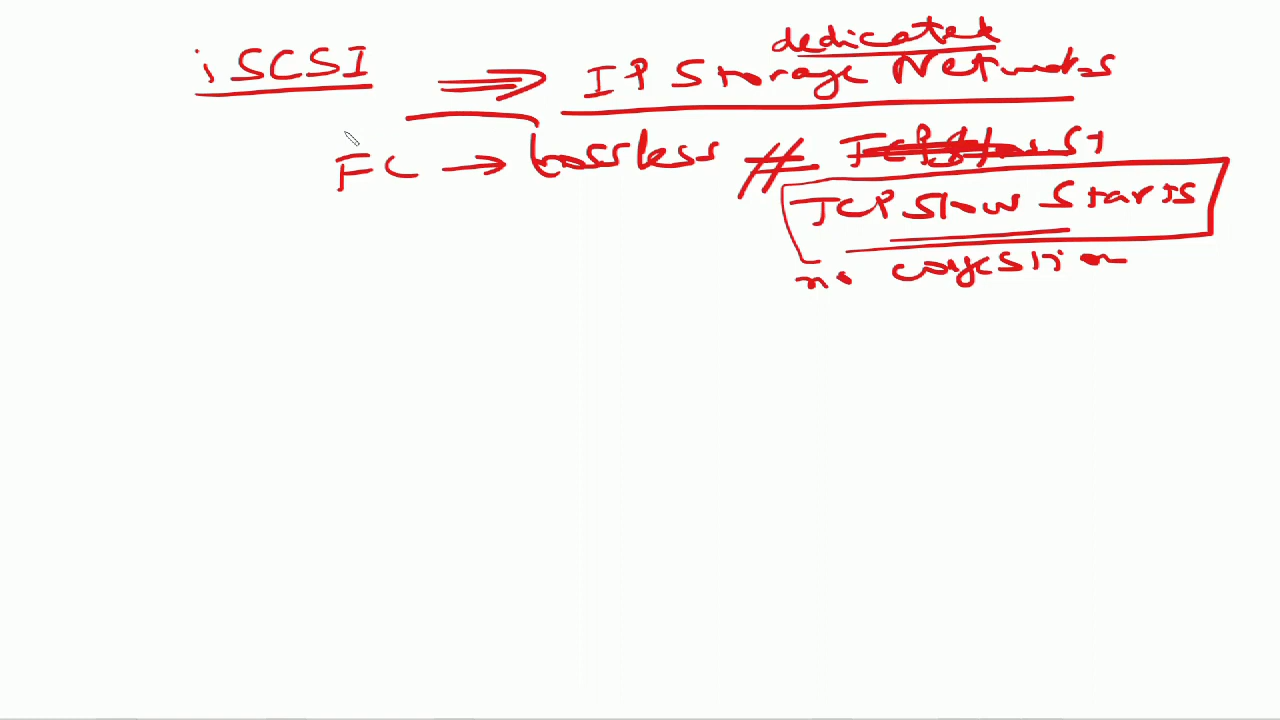 dedicated
iSCSI ⇒ IP Storage Networks
FC → lossless #
TCP Slow Starts
no congestion